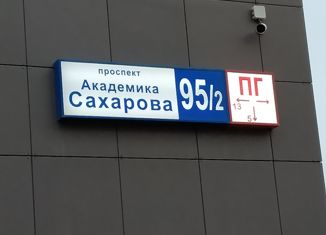 проспект
Академика
Сахарова
95/2
ПГ
13
5